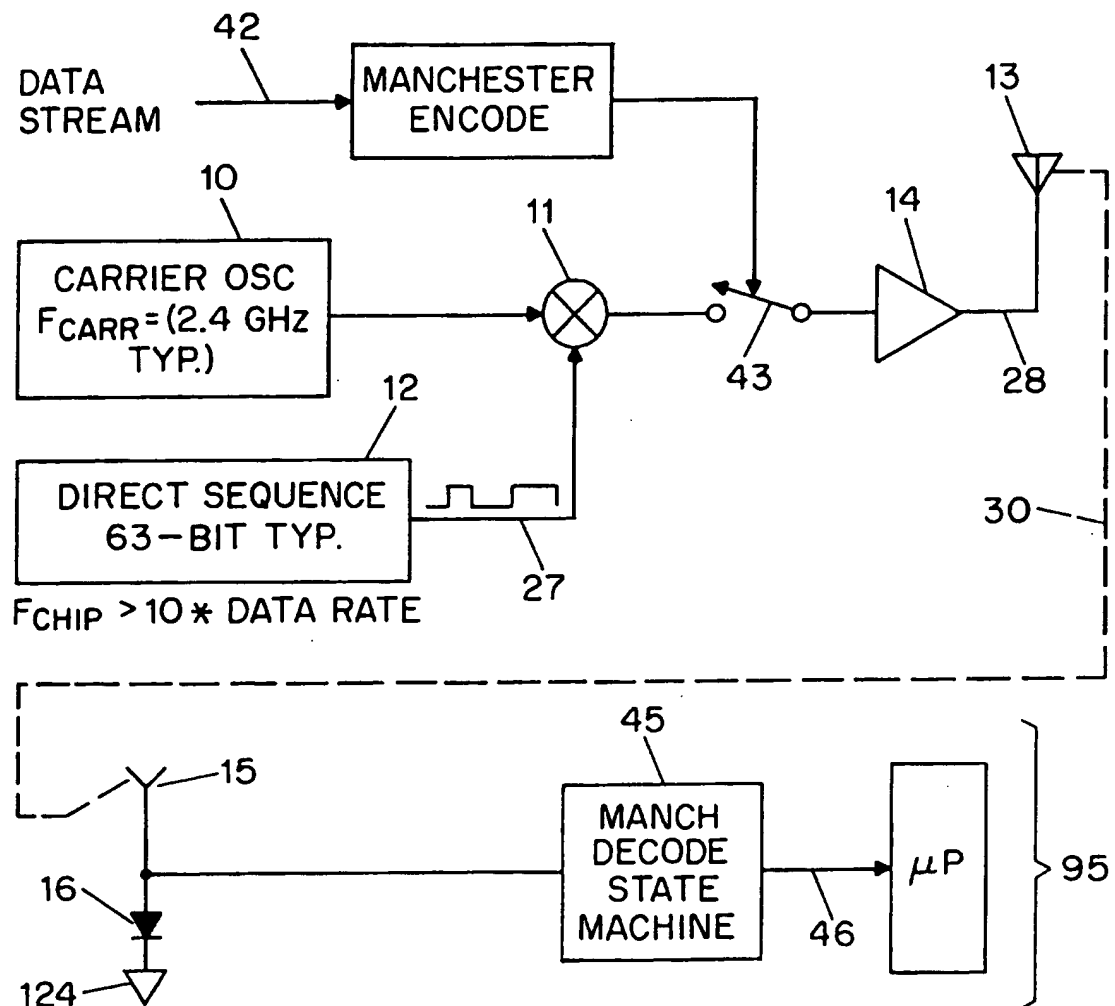 42
DATA
STREAM
MANCHESTER
ENCODE
13
10
CARRIER OSC
FCARR=(2.4 GHz
TYP.)
11
14
43
28
12
DIRECT SEQUENCE
63-BIT TYP.
27
30
FCHIP >10* DATA RATE
15
45
MANCH
DECODE
STATE
MACHINE
46
μP
95
16
124